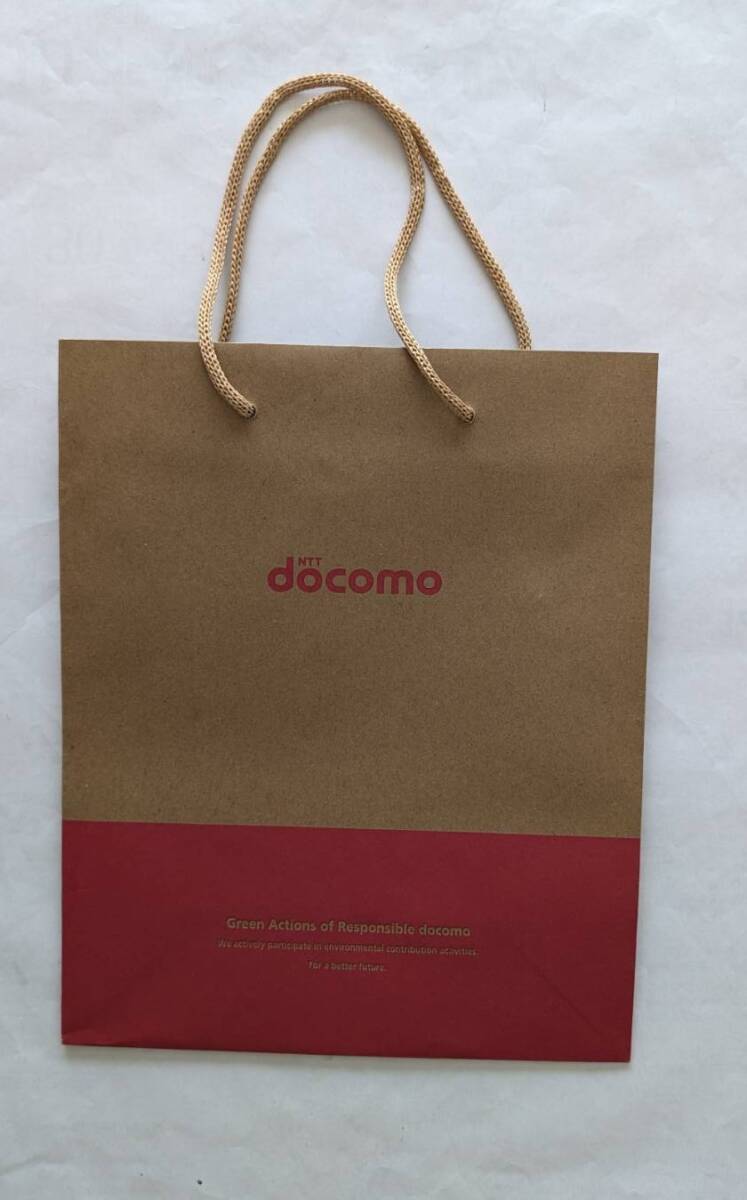 NTT
docomo
Green Actions of Responsible docomo
We actively participate in environmental contribution activities.
For a better future.